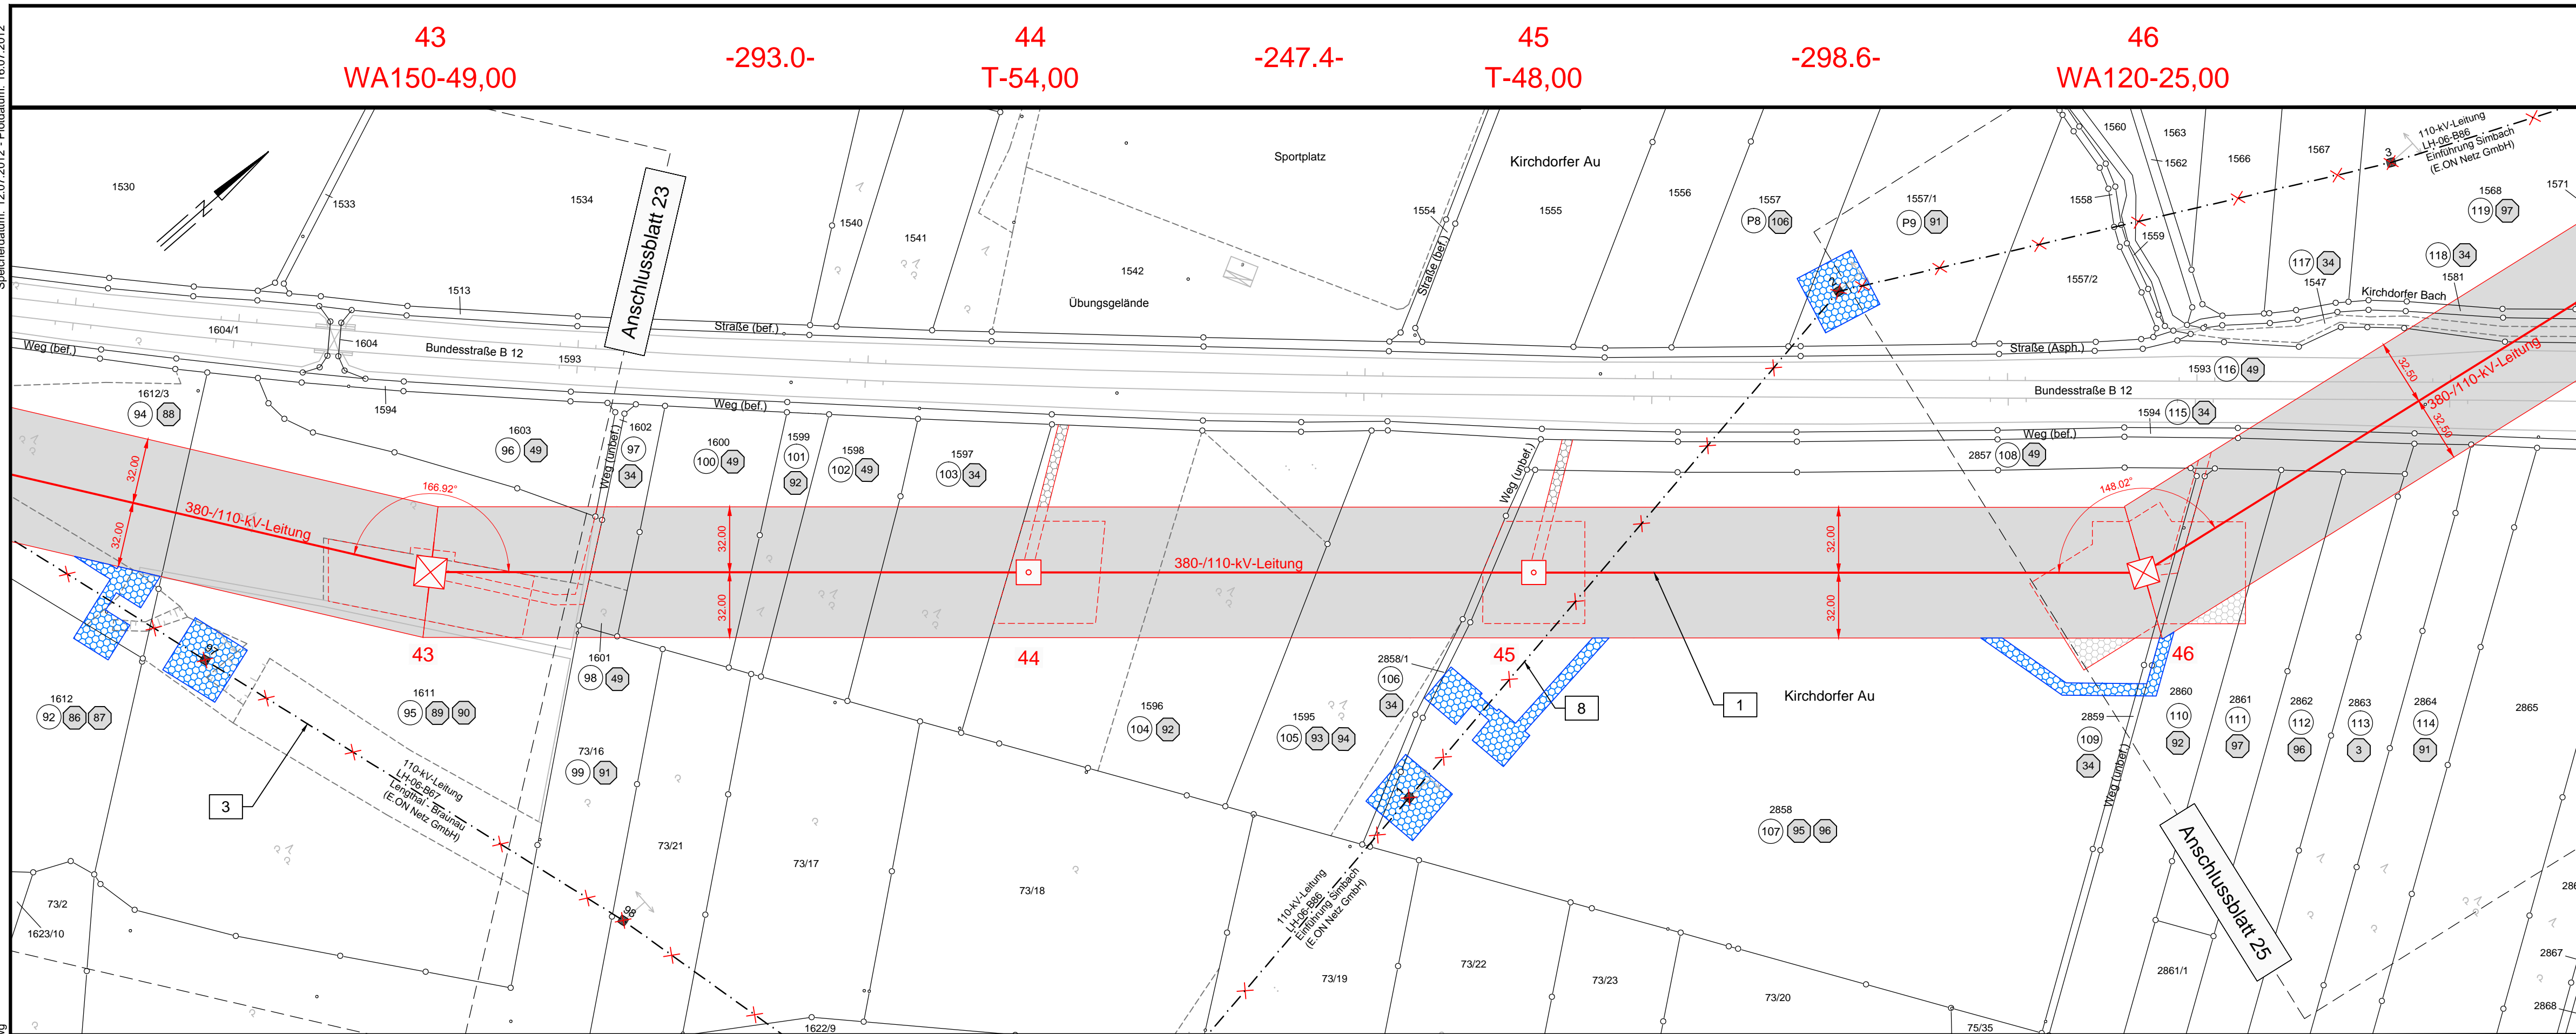 43
WA150-49,00
-293.0-
44
T-54,00
-247.4-
45
T-48,00
-298.6-
46
WA120-25,00
Speicherdatum: 12.07.2012 - Plotdatum: 16.07.2012
1530
1533
1534
Anschlussblatt 23
1540
1541
1542
Übungsgelände
Sportplatz
Kirchdorfer Au
1554
Straße (bef.)
1555
1556
1557
P8 106
1557/1
P9 91
1557/2
1558
1559
1560
1562
1563
1566
1567
3
110-kV-Leitung
LH-06-B86
Einführung Simbach
(E.ON Netz GmbH)
1568
119 97
1571
118 34
1581
117 34
1547
Kirchdorfer Bach
2
1513
1604/1
1604
Weg (bef.)
Bundesstraße B 12
1593
Straße (bef.)
Straße (Asph.)
1593 116 49
Bundesstraße B 12
1594 115 34
Weg (bef.)
2857 108 49
1612/3
94 88
1594
1603
96 49
1602
97
34
Weg (unbef.)
Weg (bef.)
1600
100 49
1599
101
92
1598
102 49
1597
103 34
Weg (unbef.)
32.00
32.00
380-/110-kV-Leitung
166.92°
32.00
32.00
380-/110-kV-Leitung
32.00
32.00
148.02°
32.50
32.50
380-/110-kV-Leitung
43
44
45
46
97
1612
92 86 87
1611
95 89 90
3
110-kV-Leitung
LH-06-B67
Lengthal - Braunau
(E.ON Netz GmbH)
1601
98 49
73/16
99 91
98
73/21
73/17
73/18
1596
104 92
1595
105 93 94
2858/1
106
34
8
1
Kirchdorfer Au
1
2858
107 95 96
2859
109
34
Weg (unbef.)
2860
110
92
2861
111
97
2862
112
96
2863
113
3
2864
114
91
2865
Anschlussblatt 25
110-kV-Leitung
LH-06-B86
Einführung Simbach
(E.ON Netz GmbH)
73/2
1623/10
1622/9
73/19
73/22
73/23
73/20
75/35
2861/1
2867
2868